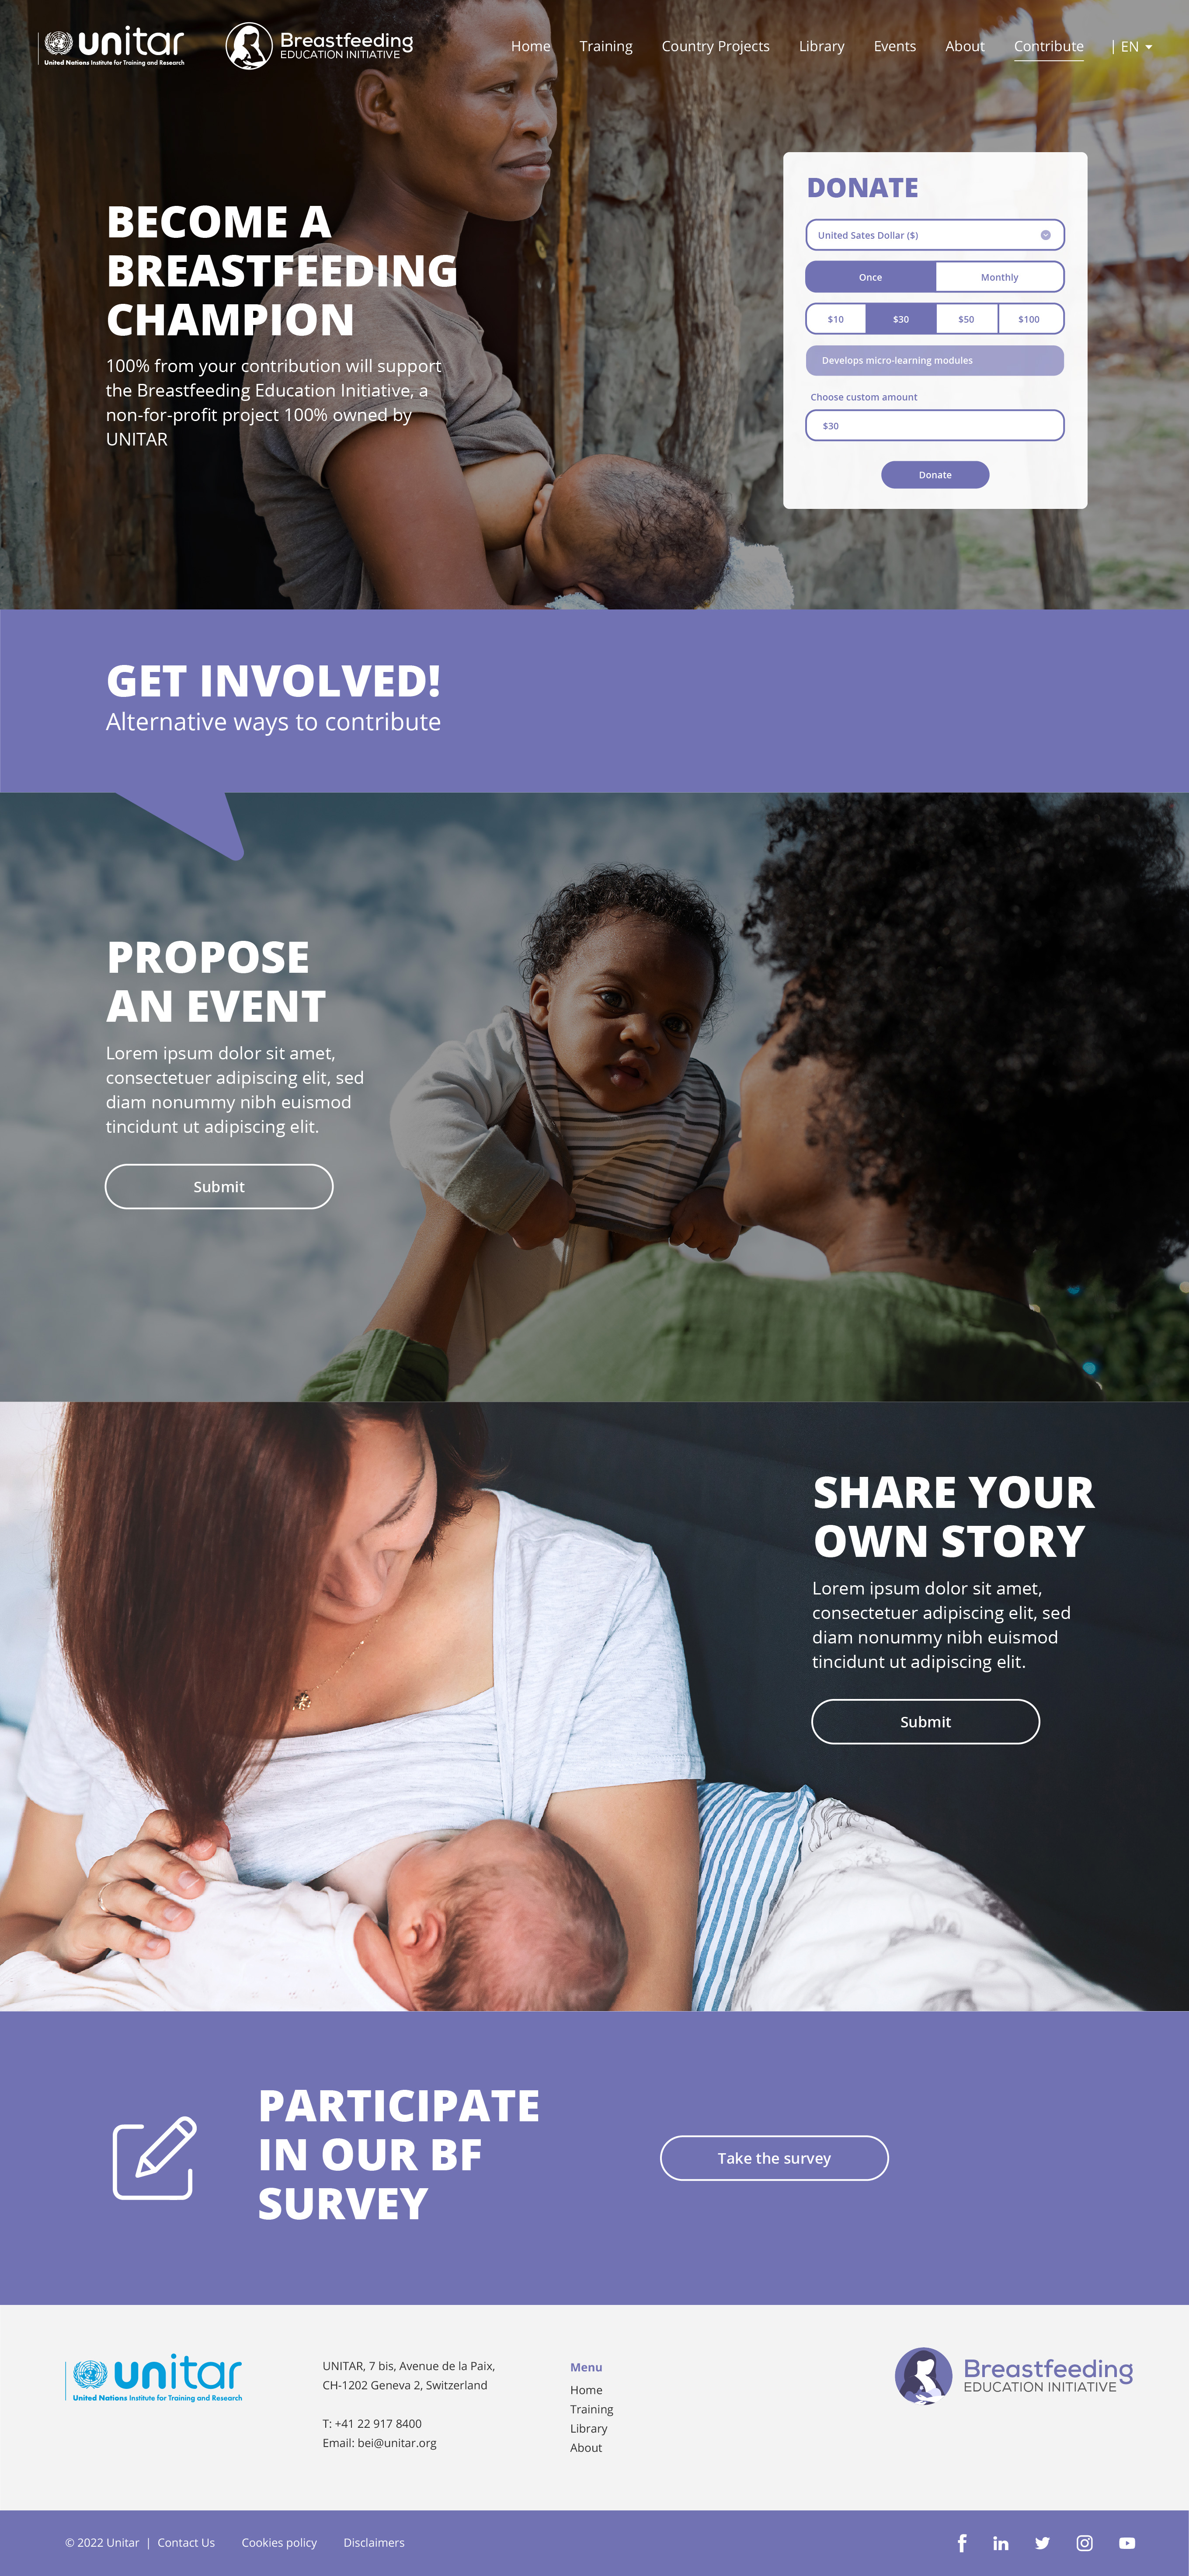 unitar
United Nations Institute for Training and Research
Breastfeeding
EDUCATION INITIATIVE
Home
Training
Country Projects
Library
Events
About
Contribute
| EN
BECOME A
BREASTFEEDING
CHAMPION
100% from your contribution will support
the Breastfeeding Education Initiative, a
non-for-profit project 100% owned by
UNITAR
DONATE
United Sates Dollar ($)
Once
Monthly
$10
$30
$50
$100
Develops micro-learning modules
Choose custom amount
$30
Donate
GET INVOLVED!
Alternative ways to contribute
PROPOSE
AN EVENT
Lorem ipsum dolor sit amet,
consectetuer adipiscing elit, sed
diam nonummy nibh euismod
tincidunt ut adipiscing elit.
Submit
SHARE YOUR
OWN STORY
Lorem ipsum dolor sit amet,
consectetuer adipiscing elit, sed
diam nonummy nibh euismod
tincidunt ut adipiscing elit.
Submit
PARTICIPATE
IN OUR BF
SURVEY
Take the survey
unitar
United Nations Institute for Training and Research
UNITAR, 7 bis, Avenue de la Paix,
CH-1202 Geneva 2, Switzerland
T: +41 22 917 8400
Email: bei@unitar.org
Menu
Home
Training
Library
About
Breastfeeding
EDUCATION INITIATIVE
© 2022 Unitar | Contact Us
Cookies policy
Disclaimers